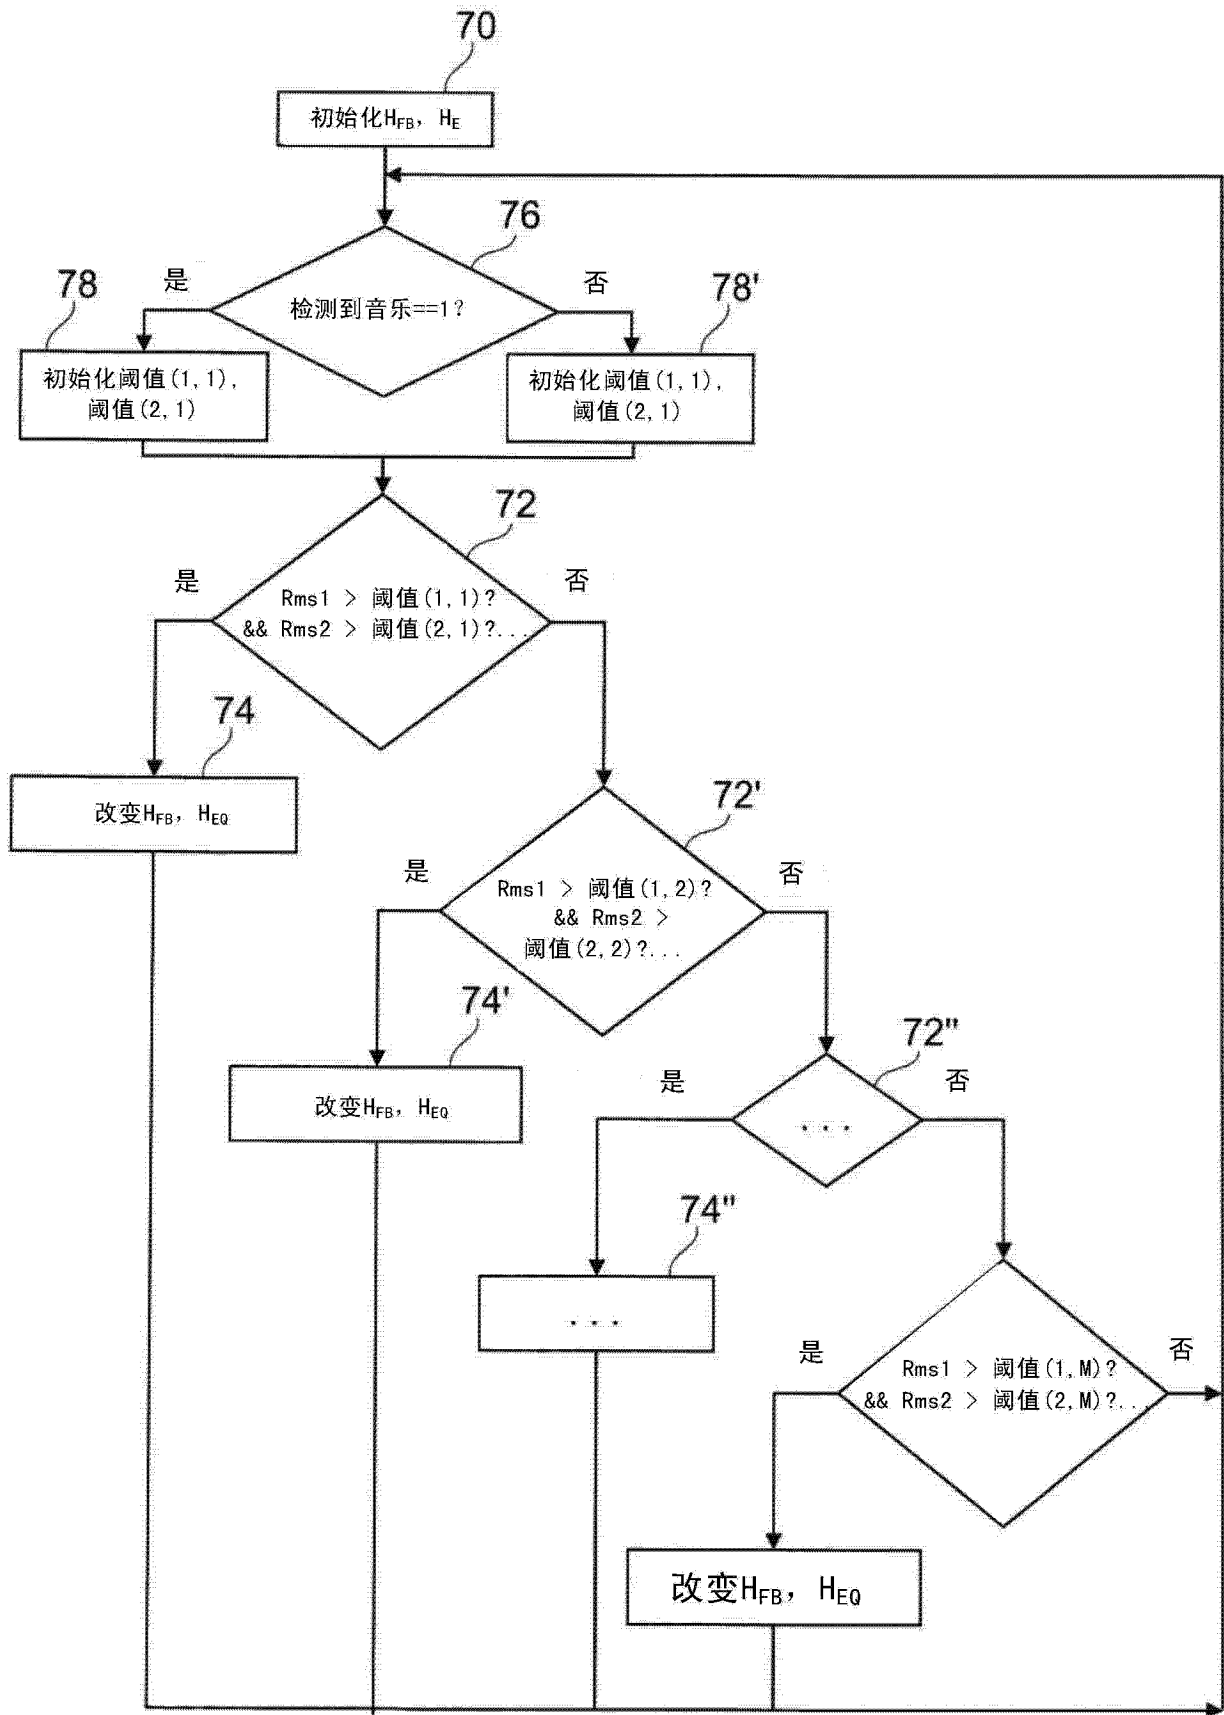 70
初始化HFB, HE
76
是
否
检测到音乐==1?
78
78'
初始化阈值(1,1),
阈值(2,1)
初始化阈值(1,1),
阈值(2,1)
72
是
否
Rms1 > 阈值(1,1)?
&& Rms2 > 阈值(2,1)?...
74
改变HFB, HEQ
72'
是
否
Rms1 > 阈值(1,2)?
&& Rms2 >
阈值(2,2)?...
74'
改变HFB, HEQ
72"
是
否
...
74"
...
是
否
Rms1 > 阈值(1,M)?
&& Rms2 > 阈值(2,M)?...
改变HFB, HEQ